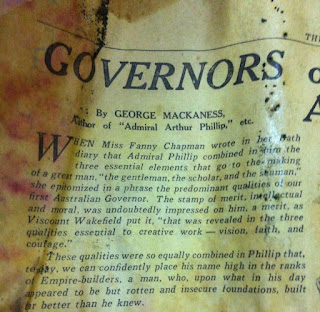 THE
GOVERNORS O
A
By GEORGE MACKANESS,
Author of "Admiral Arthur Phillip," etc.
WHEN Miss Fanny Chapman wrote in her Bath
diary that Admiral Phillip combined in him the
three essential elements that go to the making
of a great man, "the gentleman, the scholar, and the human,"
she epitomized in a phrase the predominant qualities of our
first Australian Governor. The stamp of merit, intellectual
and moral, was undoubtedly impressed on him, a merit, as
Viscount Wakefield put it, "that was revealed in the three
qualities essential to creative work — vision, faith, and
courage."
These qualities were so equally combined in Phillip that,
to-day, we can confidently place his name high in the ranks
of Empire-builders, a man, who, upon what in his day
appeared to be but rotten and insecure foundations, built
far better than he knew.